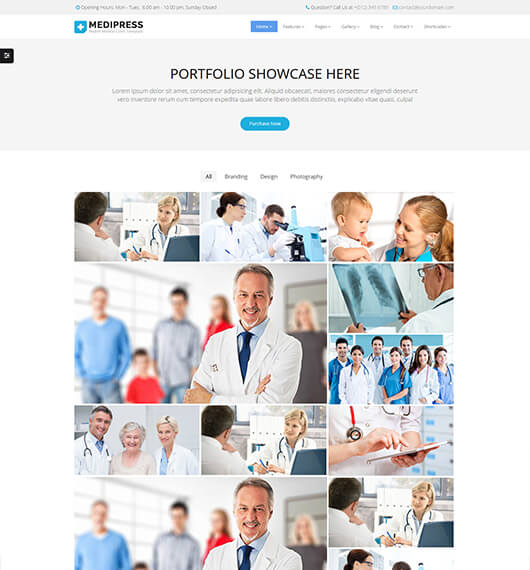 Opening Hours: Mon - Tues : 6.00 am - 10.00 pm, Sunday Closed
Question? Call us at +(012) 345 6789 contact@yourdomain.com
MEDIPRESS
Health Medical Clinic Template
Home Features Pages Gallery Blog Contact Shortcodes
PORTFOLIO SHOWCASE HERE
Lorem ipsum dolor sit amet, consectetur adipisicing elit. Aliquid obcaecati, maiores consectetur eligendi deserunt
vero inventore rerum cum tempore expedita quae labore libero debitis distinctio, explicabo vitae quasi, culpa!
Purchase Now
All Branding Design Photography